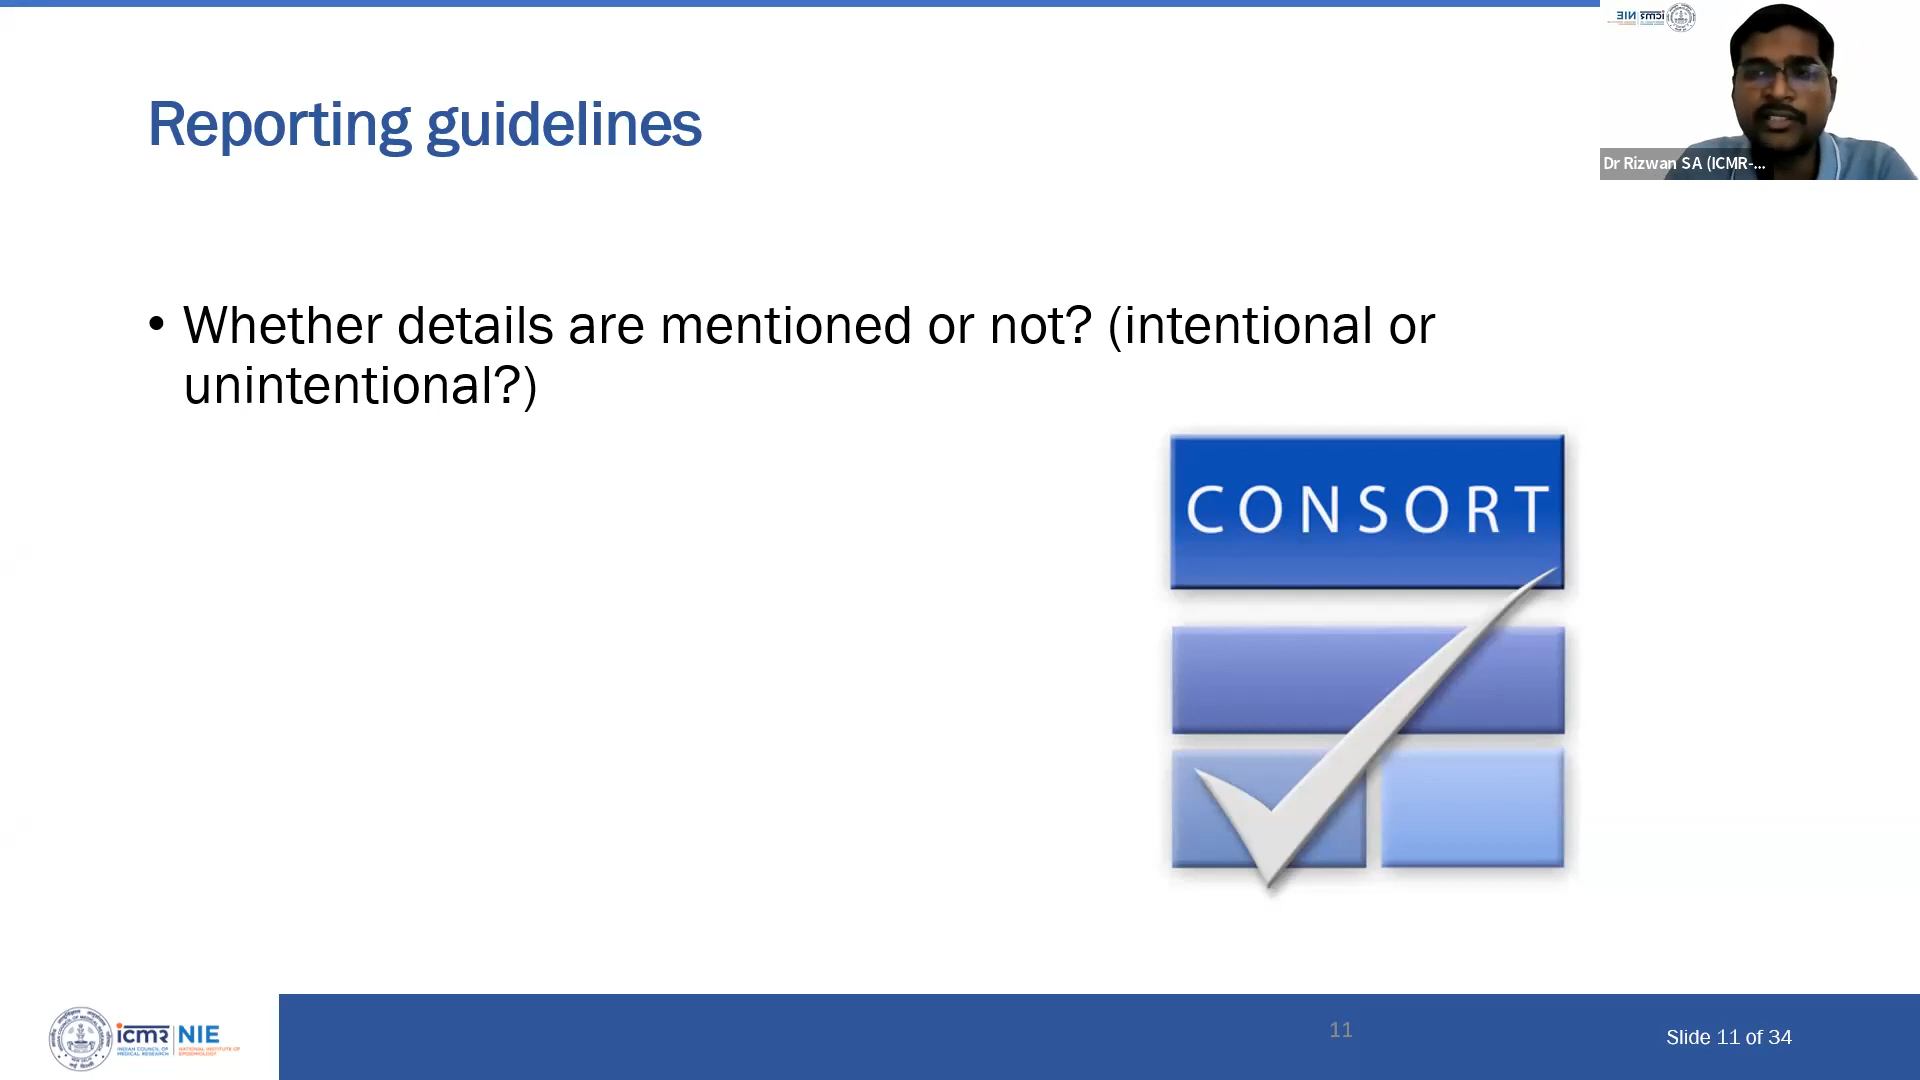 Reporting guidelines
Dr Rizwan SA (ICMR-...
• Whether details are mentioned or not? (intentional or
unintentional?)
CONSORT
icmr NIE
INDIAN COUNCIL OF
MEDICAL RESEARCH
NATIONAL INSTITUTE OF
EPIDEMIOLOGY
11
Slide 11 of 34